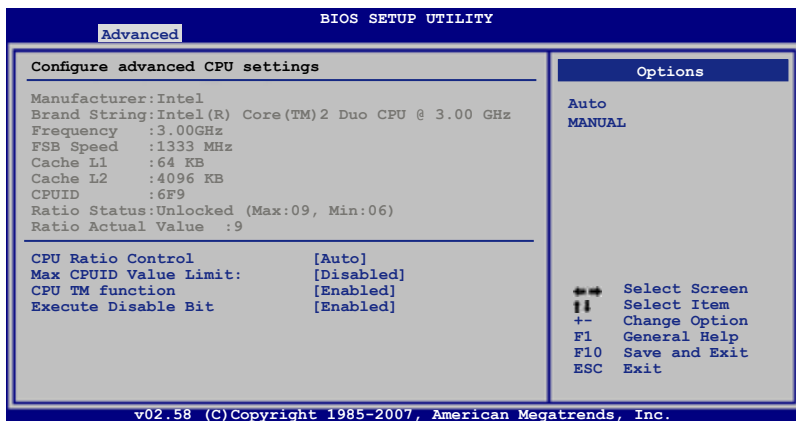 BIOS SETUP UTILITY
Advanced
Configure advanced CPU settings
Manufacturer:Intel
Brand String:Intel(R) Core(TM)2 Duo CPU @ 3.00 GHz
Frequency :3.00GHz
FSB Speed :1333 MHz
Cache L1 :64 KB
Cache L2 :4096 KB
CPUID :6F9
Ratio Status:Unlocked (Max:09, Min:06)
Ratio Actual Value :9
CPU Ratio Control [Auto]
Max CPUID Value Limit: [Disabled]
CPU TM function [Enabled]
Execute Disable Bit [Enabled]
Options
Auto
MANUAL
Select Screen
Select Item
+- Change Option
F1 General Help
F10 Save and Exit
ESC Exit
v02.58 (C)Copyright 1985-2007, American Megatrends, Inc.